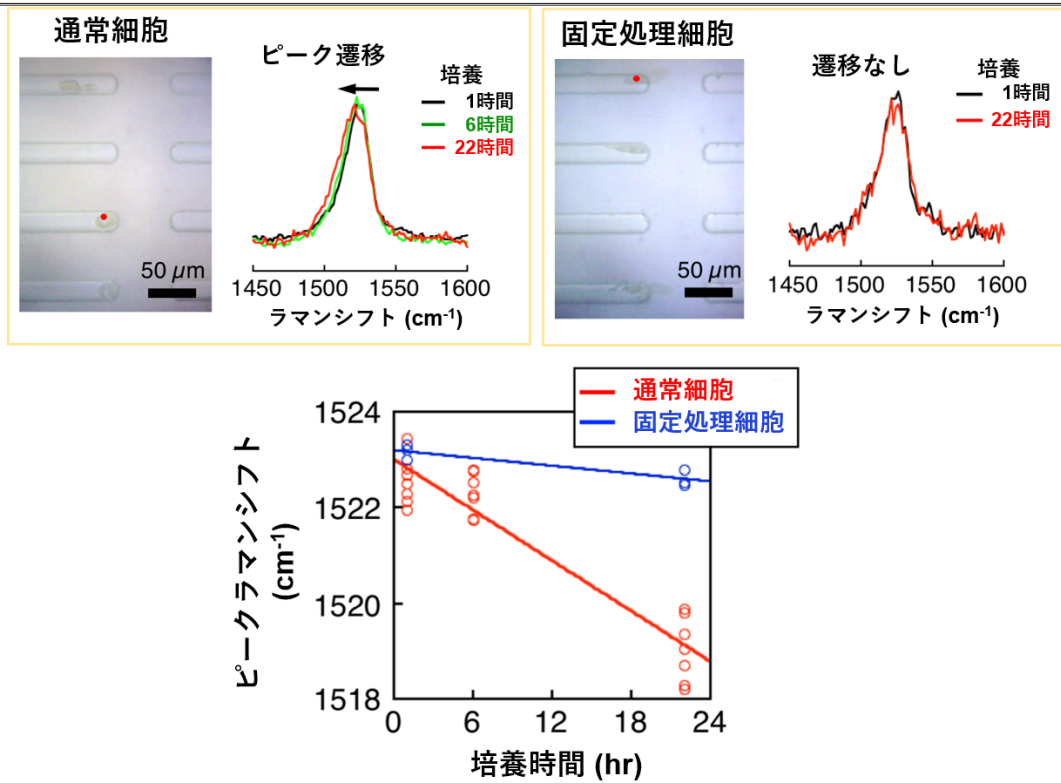 通常細胞
ピーク遷移
培養
1時間
6時間
22時間
50 µm
1450 1500 1550 1600
ラマンシフト (cm-1)
固定処理細胞
遷移なし
培養
1時間
22時間
50 µm
1450 1500 1550 1600
ラマンシフト (cm-1)
通常細胞
固定処理細胞
ピークラマンシフト
(cm-1)
1524
1522
1520
1518
0 6 12 18 24
培養時間 (hr)